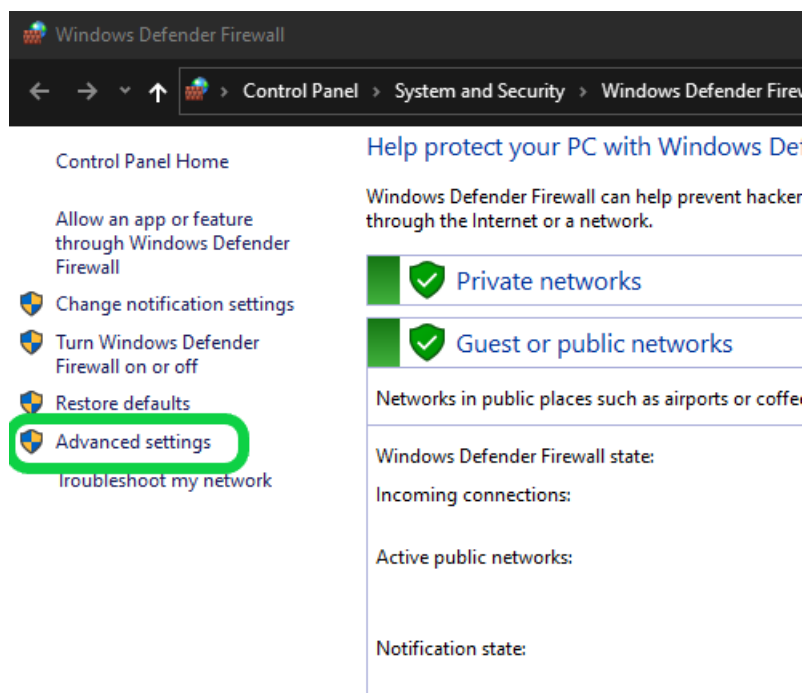 Windows Defender Firewall
Control Panel > System and Security > Windows Defender Firew
Control Panel Home
Help protect your PC with Windows Def
Allow an app or feature
through Windows Defender
Firewall
Windows Defender Firewall can help prevent hacker
through the Internet or a network.
Change notification settings
Turn Windows Defender
Firewall on or off
Restore defaults
Advanced settings
Troubleshoot my network
Private networks
Guest or public networks
Networks in public places such as airports or coffe
Windows Defender Firewall state:
Incoming connections:
Active public networks:
Notification state: